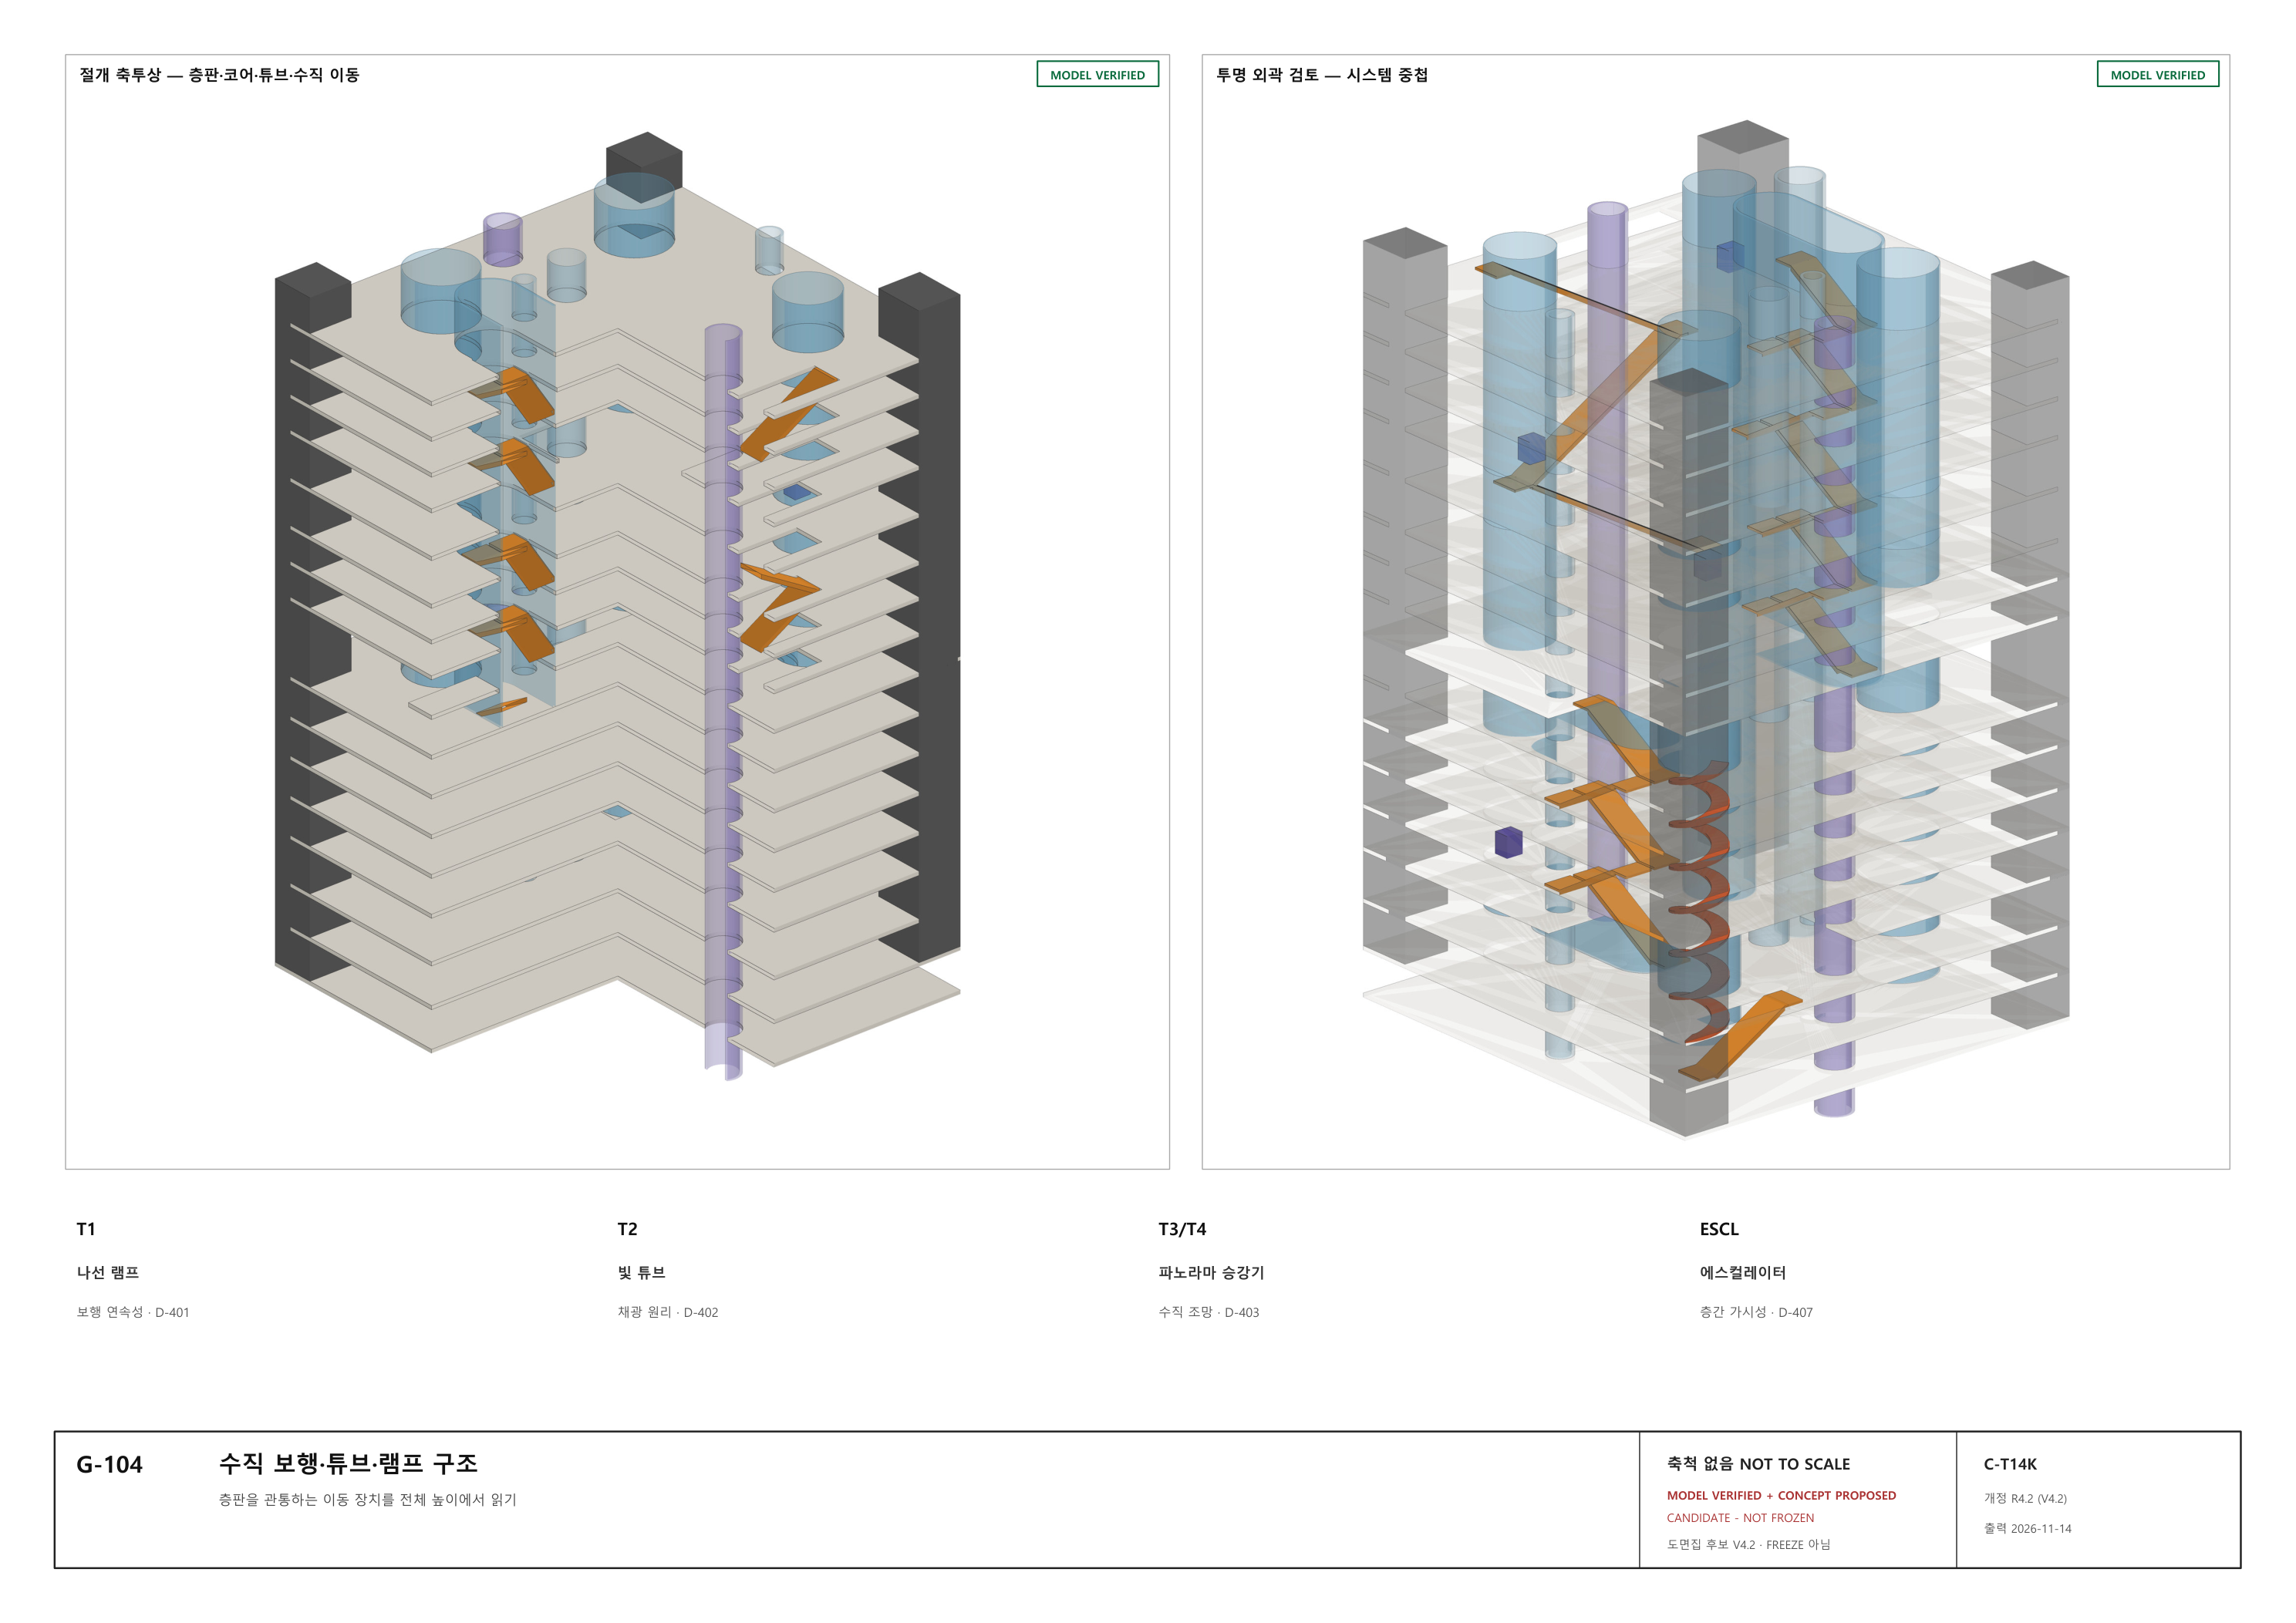 절개 축투상 — 층판·코어·튜브·수직 이동
MODEL VERIFIED
투명 외곽 검토 — 시스템 중첩
MODEL VERIFIED
T1
나선 램프
보행 연속성 · D-401
T2
빛 튜브
채광 원리 · D-402
T3/T4
파노라마 승강기
수직 조망 · D-403
ESCL
에스컬레이터
층간 가시성 · D-407
G-104
수직 보행·튜브·램프 구조
층판을 관통하는 이동 장치를 전체 높이에서 읽기
축척 없음 NOT TO SCALE
MODEL VERIFIED + CONCEPT PROPOSED
CANDIDATE - NOT FROZEN
도면집 후보 V4.2 · FREEZE 아님
C-T14K
개정 R4.2 (V4.2)
출력 2026-11-14